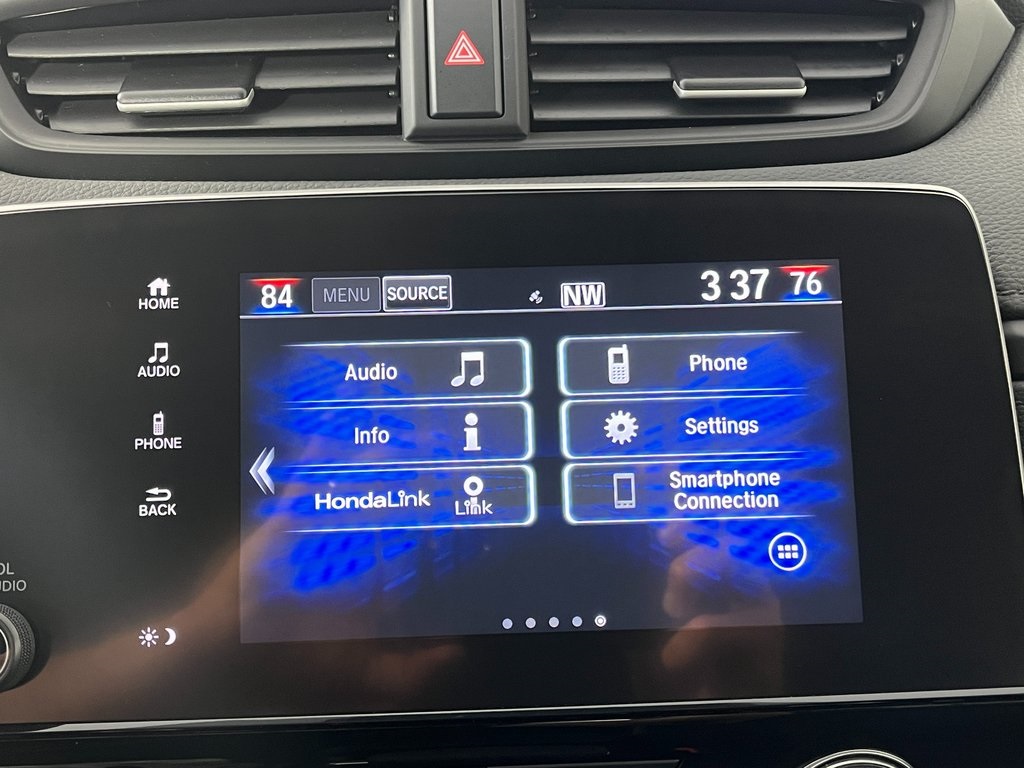 84 MENU SOURCE NW 3 37 76
HOME
AUDIO
PHONE
BACK
Audio
Phone
Info
Settings
HondaLink
Link
Smartphone
Connection